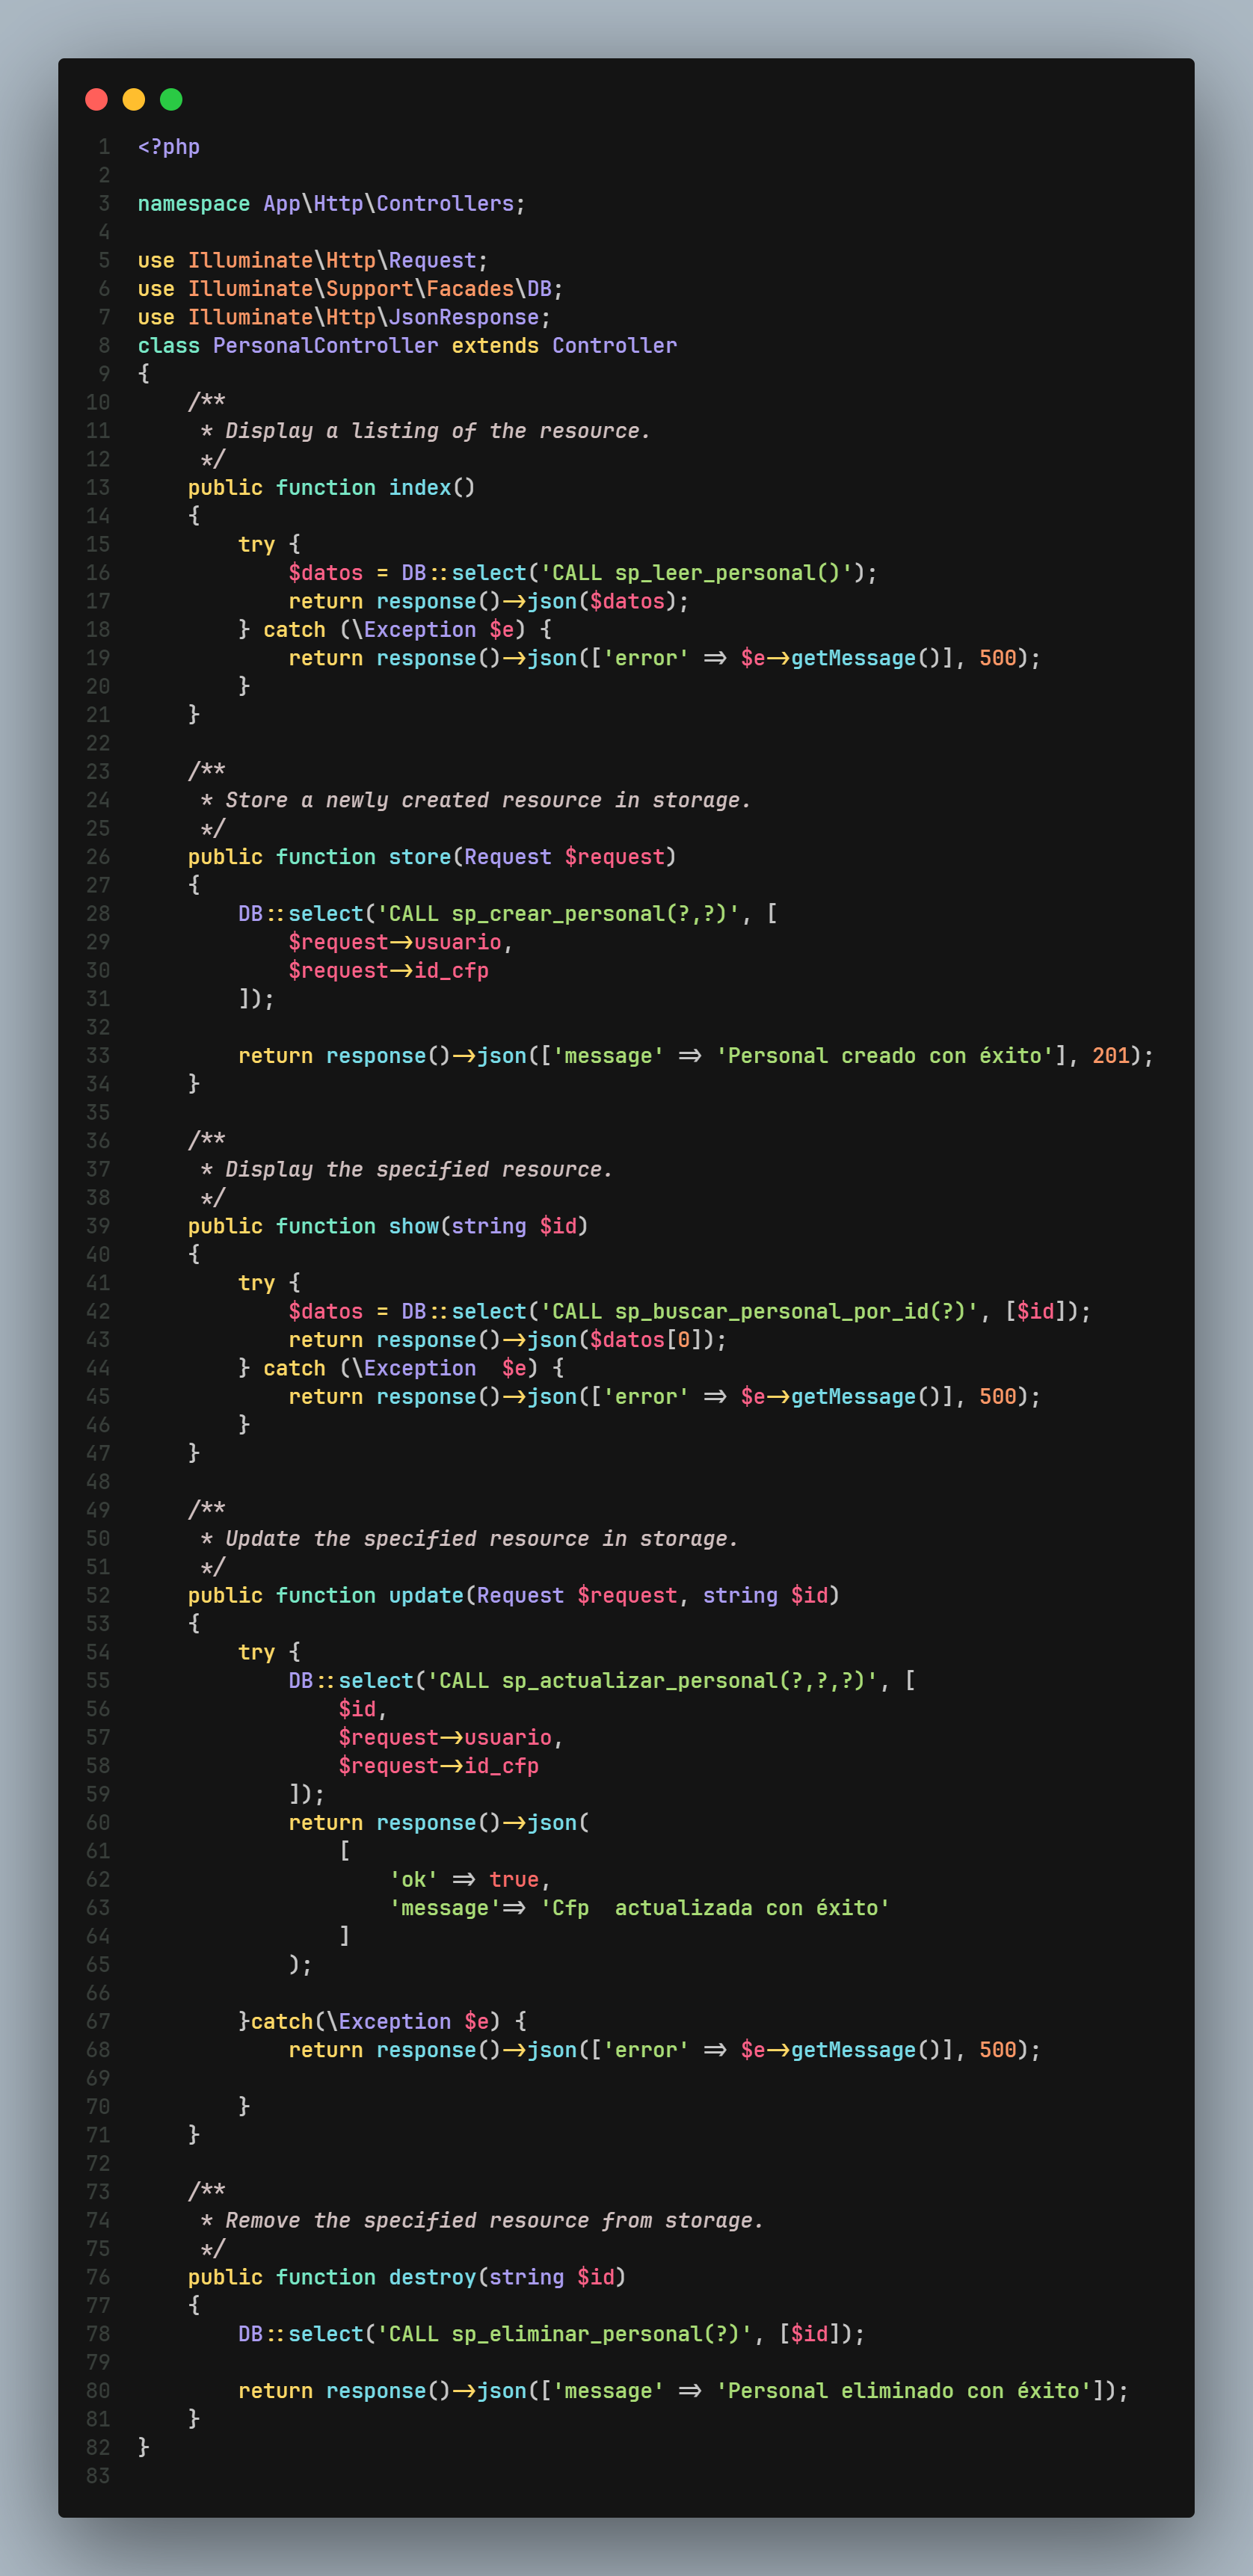 1 <?php
2
3 namespace App\Http\Controllers;
4
5 use Illuminate\Http\Request;
6 use Illuminate\Support\Facades\DB;
7 use Illuminate\Http\JsonResponse;
8 class PersonalController extends Controller
9 {
10     /**
11      * Display a listing of the resource.
12      */
13     public function index()
14     {
15         try {
16             $datos = DB::select('CALL sp_leer_personal()');
17             return response()->json($datos);
18         } catch (\Exception $e) {
19             return response()->json(['error' => $e->getMessage()], 500);
20         }
21     }
22
23     /**
24      * Store a newly created resource in storage.
25      */
26     public function store(Request $request)
27     {
28         DB::select('CALL sp_crear_personal(?,?)', [
29             $request->usuario,
30             $request->id_cfp
31         ]);
32
33         return response()->json(['message' => 'Personal creado con éxito'], 201);
34     }
35
36     /**
37      * Display the specified resource.
38      */
39     public function show(string $id)
40     {
41         try {
42             $datos = DB::select('CALL sp_buscar_personal_por_id(?)', [$id]);
43             return response()->json($datos[0]);
44         } catch (\Exception  $e) {
45             return response()->json(['error' => $e->getMessage()], 500);
46         }
47     }
48
49     /**
50      * Update the specified resource in storage.
51      */
52     public function update(Request $request, string $id)
53     {
54         try {
55             DB::select('CALL sp_actualizar_personal(?,?,?)', [
56                 $id,
57                 $request->usuario,
58                 $request->id_cfp
59             ]);
60             return response()->json(
61                 [
62                     'ok' => true,
63                     'message'=> 'Cfp  actualizada con éxito'
64                 ]
65             );
66
67         }catch(\Exception $e) {
68             return response()->json(['error' => $e->getMessage()], 500);
69
70         }
71     }
72
73     /**
74      * Remove the specified resource from storage.
75      */
76     public function destroy(string $id)
77     {
78         DB::select('CALL sp_eliminar_personal(?)', [$id]);
79
80         return response()->json(['message' => 'Personal eliminado con éxito']);
81     }
82 }
83